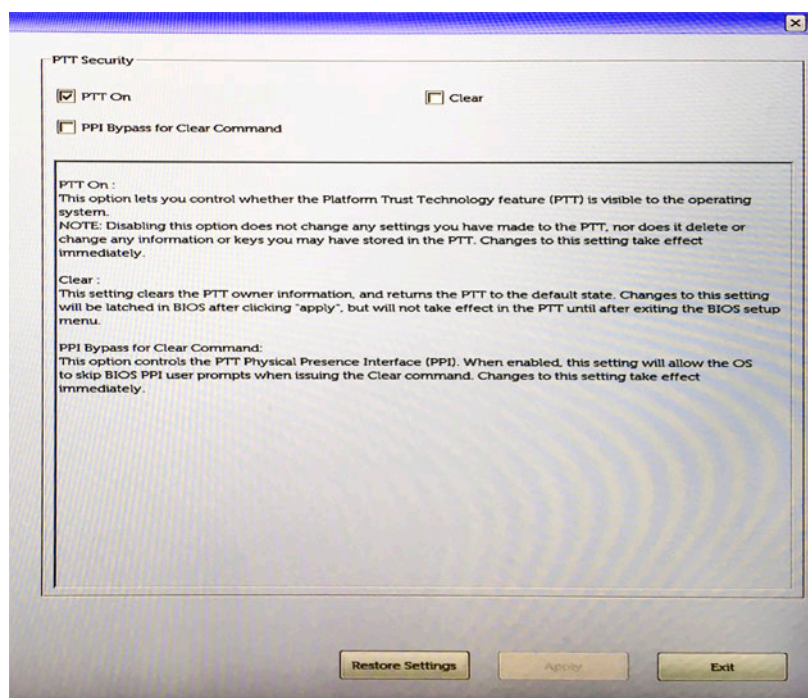 PTT Security
PTT On
Clear
PPI Bypass for Clear Command
PTT On :
This option lets you control whether the Platform Trust Technology feature (PTT) is visible to the operating
system.
NOTE: Disabling this option does not change any settings you have made to the PTT, nor does it delete or
change any information or keys you may have stored in the PTT. Changes to this setting take effect
immediately.
Clear :
This setting clears the PTT owner information, and returns the PTT to the default state. Changes to this setting
will be latched in BIOS after clicking "apply", but will not take effect in the PTT until after exiting the BIOS setup
menu.
PPI Bypass for Clear Command:
This option controls the PTT Physical Presence Interface (PPI). When enabled, this setting will allow the OS
to skip BIOS PPI user prompts when issuing the Clear command. Changes to this setting take effect
immediately.
Restore Settings
Apply
Exit